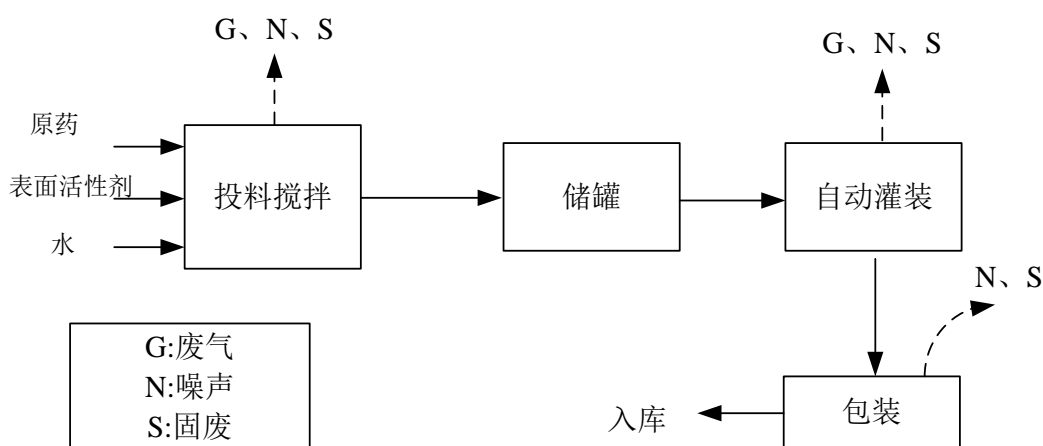 G、N、S
G、N、S
原药
表面活性剂
水
投料搅拌
储罐
自动灌装
N、S
G:废气
N:噪声
S:固废
包装
入库